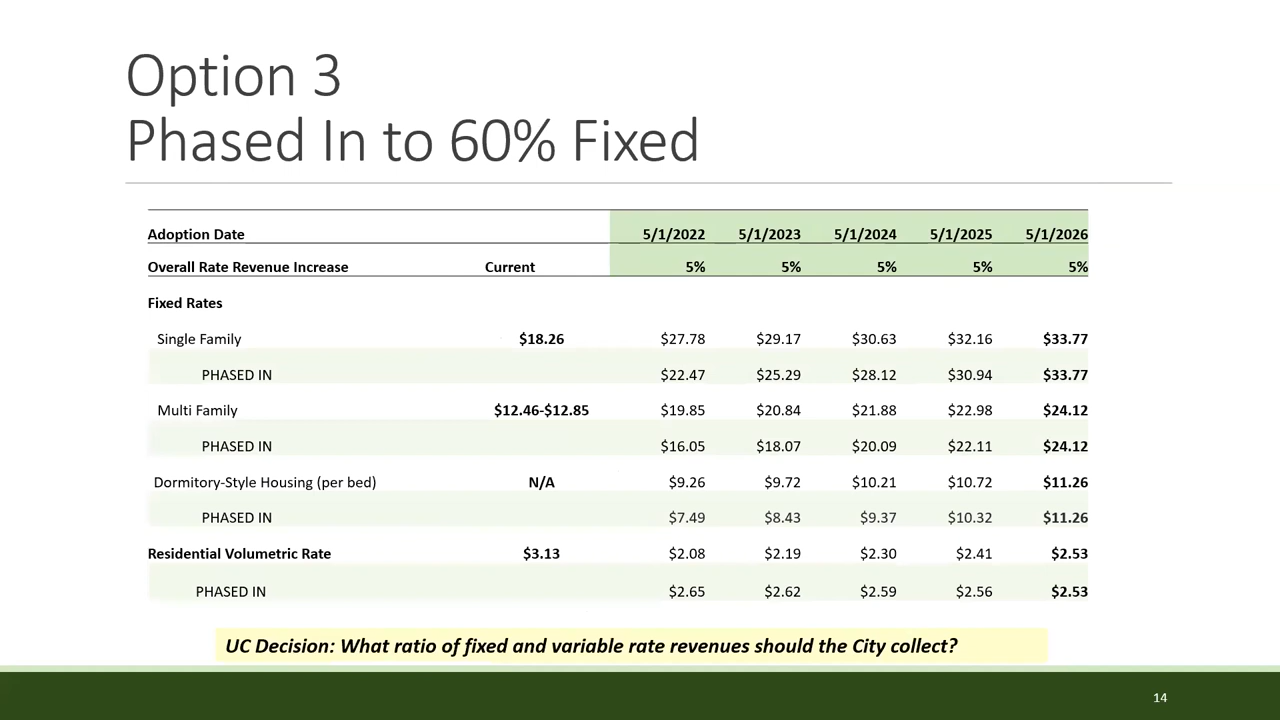 Option 3
Phased In to 60% Fixed
Adoption Date 5/1/2022 5/1/2023 5/1/2024 5/1/2025 5/1/2026
Overall Rate Revenue Increase Current 5% 5% 5% 5% 5%
Fixed Rates
Single Family $18.26 $27.78 $29.17 $30.63 $32.16 $33.77
PHASED IN $22.47 $25.29 $28.12 $30.94 $33.77
Multi Family $12.46-$12.85 $19.85 $20.84 $21.88 $22.98 $24.12
PHASED IN $16.05 $18.07 $20.09 $22.11 $24.12
Dormitory-Style Housing (per bed) N/A $9.26 $9.72 $10.21 $10.72 $11.26
PHASED IN $7.49 $8.43 $9.37 $10.32 $11.26
Residential Volumetric Rate $3.13 $2.08 $2.19 $2.30 $2.41 $2.53
PHASED IN $2.65 $2.62 $2.59 $2.56 $2.53
UC Decision: What ratio of fixed and variable rate revenues should the City collect?
14